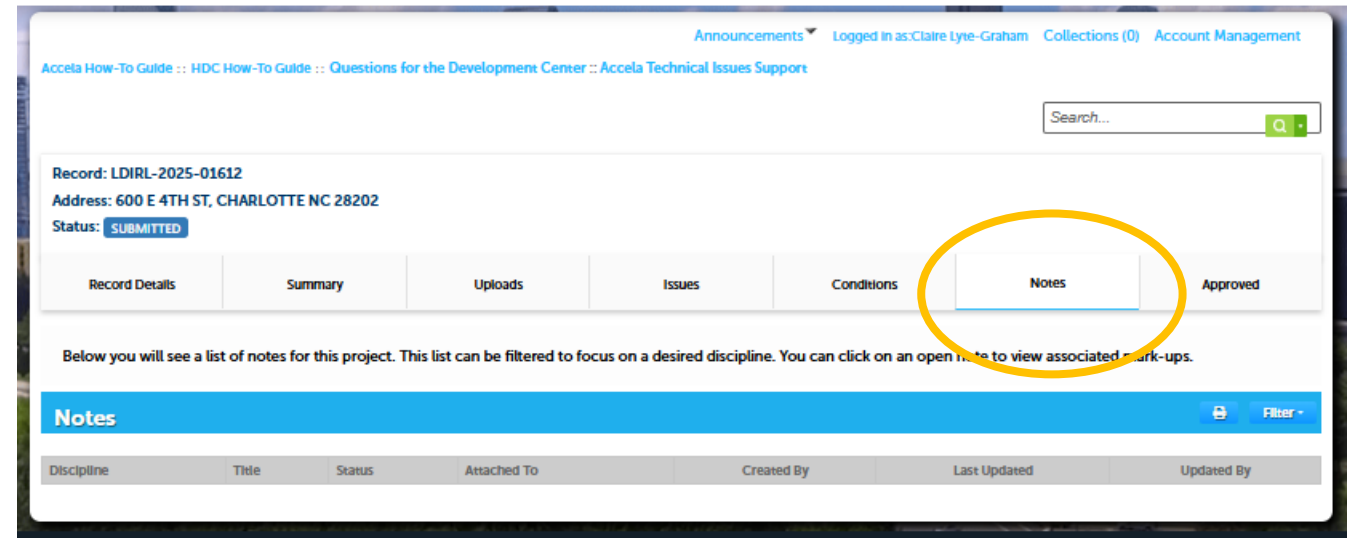 Announcements Logged in as:Claire Lyte-Graham Collections (0) Account Management
Accela How-To Guide :: HDC How-To Guide :: Questions for the Development Center :: Accela Technical Issues Support
Search...
Record: LDIRL-2025-01612
Address: 600 E 4TH ST, CHARLOTTE NC 28202
Status: SUBMITTED
Record Details Summary Uploads Issues Conditions Notes Approved
Below you will see a list of notes for this project. This list can be filtered to focus on a desired discipline. You can click on an open note to view associated mark-ups.
Notes Filter
Discipline Title Status Attached To Created By Last Updated Updated By